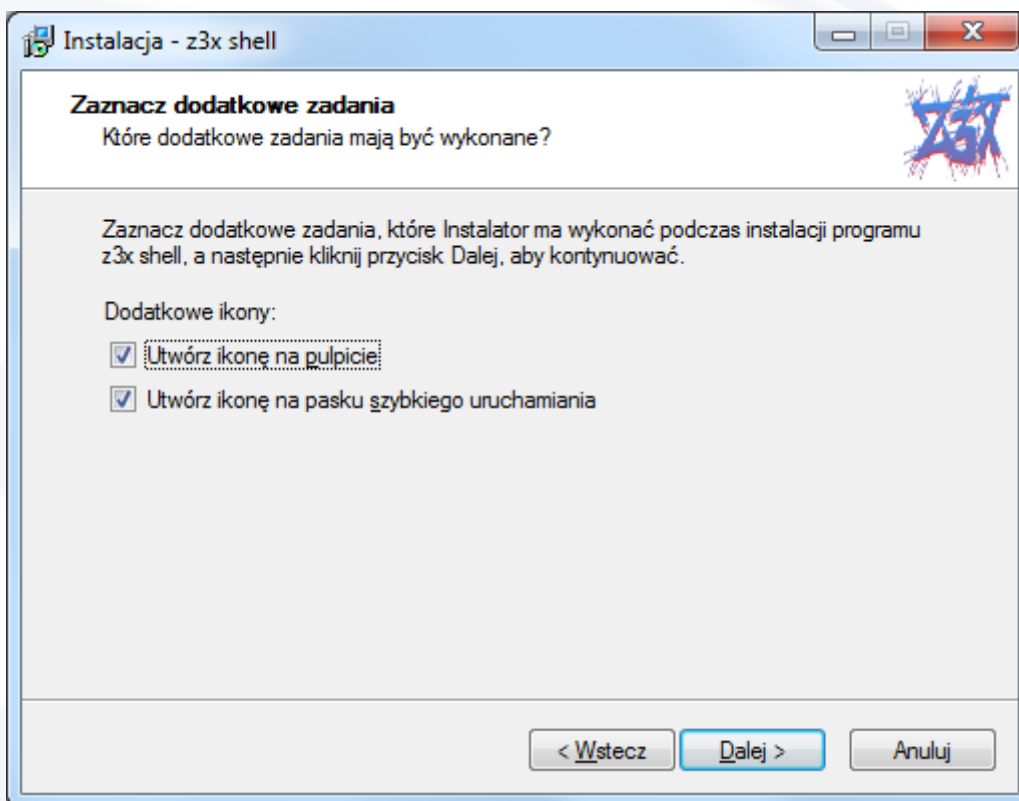 Instalacja - z3x shell
Zaznacz dodatkowe zadania
Które dodatkowe zadania mają być wykonane?
z3x
Zaznacz dodatkowe zadania, które Instalator ma wykonać podczas instalacji programu
z3x shell, a następnie kliknij przycisk Dalej, aby kontynuować.
Dodatkowe ikony:
Utwórz ikonę na pulpicie
Utwórz ikonę na pasku szybkiego uruchamiania
< Wstecz
Dalej >
Anuluj